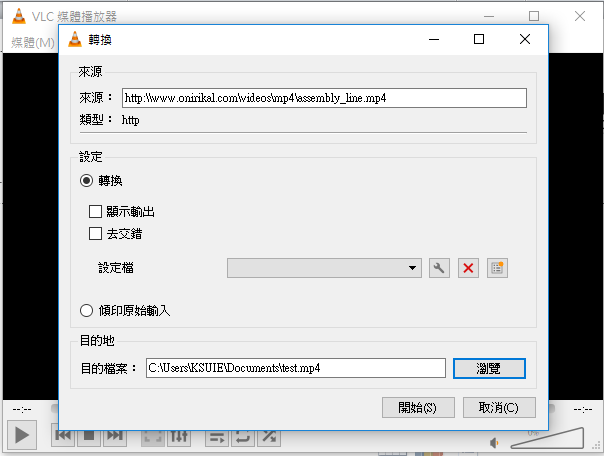 VLC 媒體播放器
媒體(M)
轉換
來源
來源： http:\\www.onirikal.com\videos\mp4\assembly_line.mp4
類型： http
設定
轉換
顯示輸出
去交錯
設定檔
傾印原始輸入
目的地
目的檔案： C:\Users\KSUIE\Documents\test.mp4 瀏覽
開始(S) 取消(C)
--:-- --:--
0%